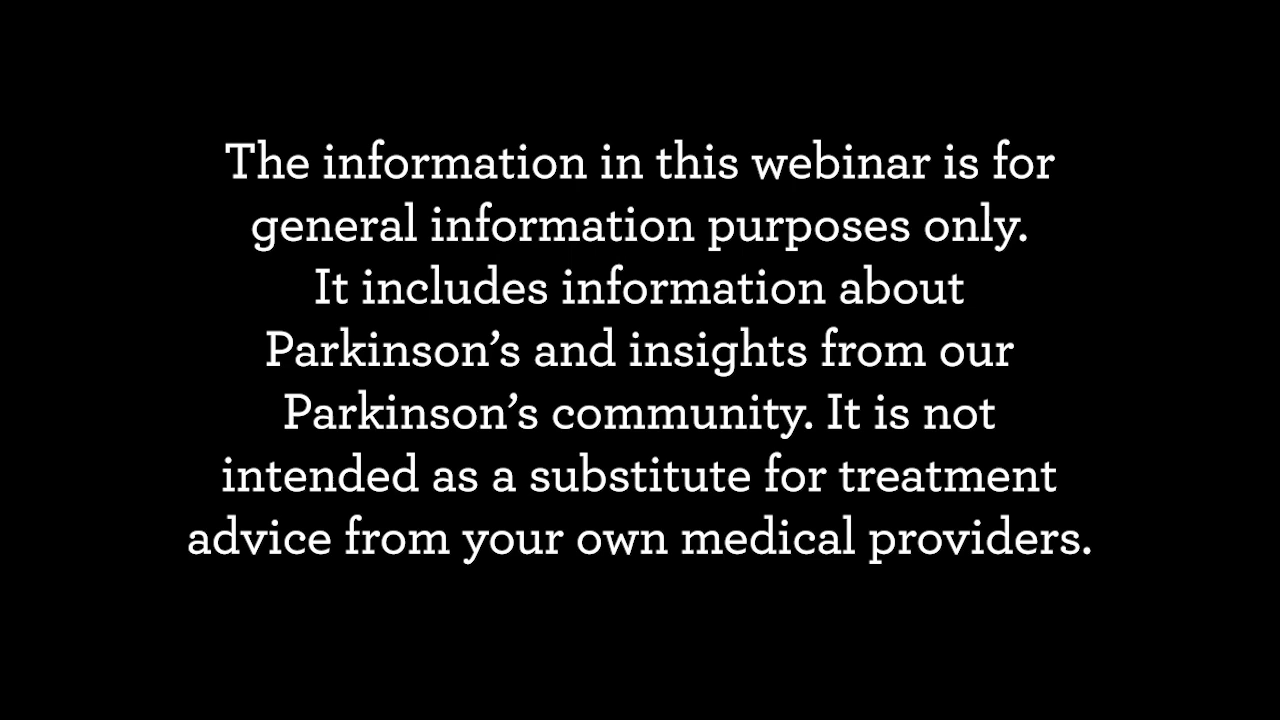 The information in this webinar is for
general information purposes only.
It includes information about
Parkinson’s and insights from our
Parkinson’s community. It is not
intended as a substitute for treatment
advice from your own medical providers.